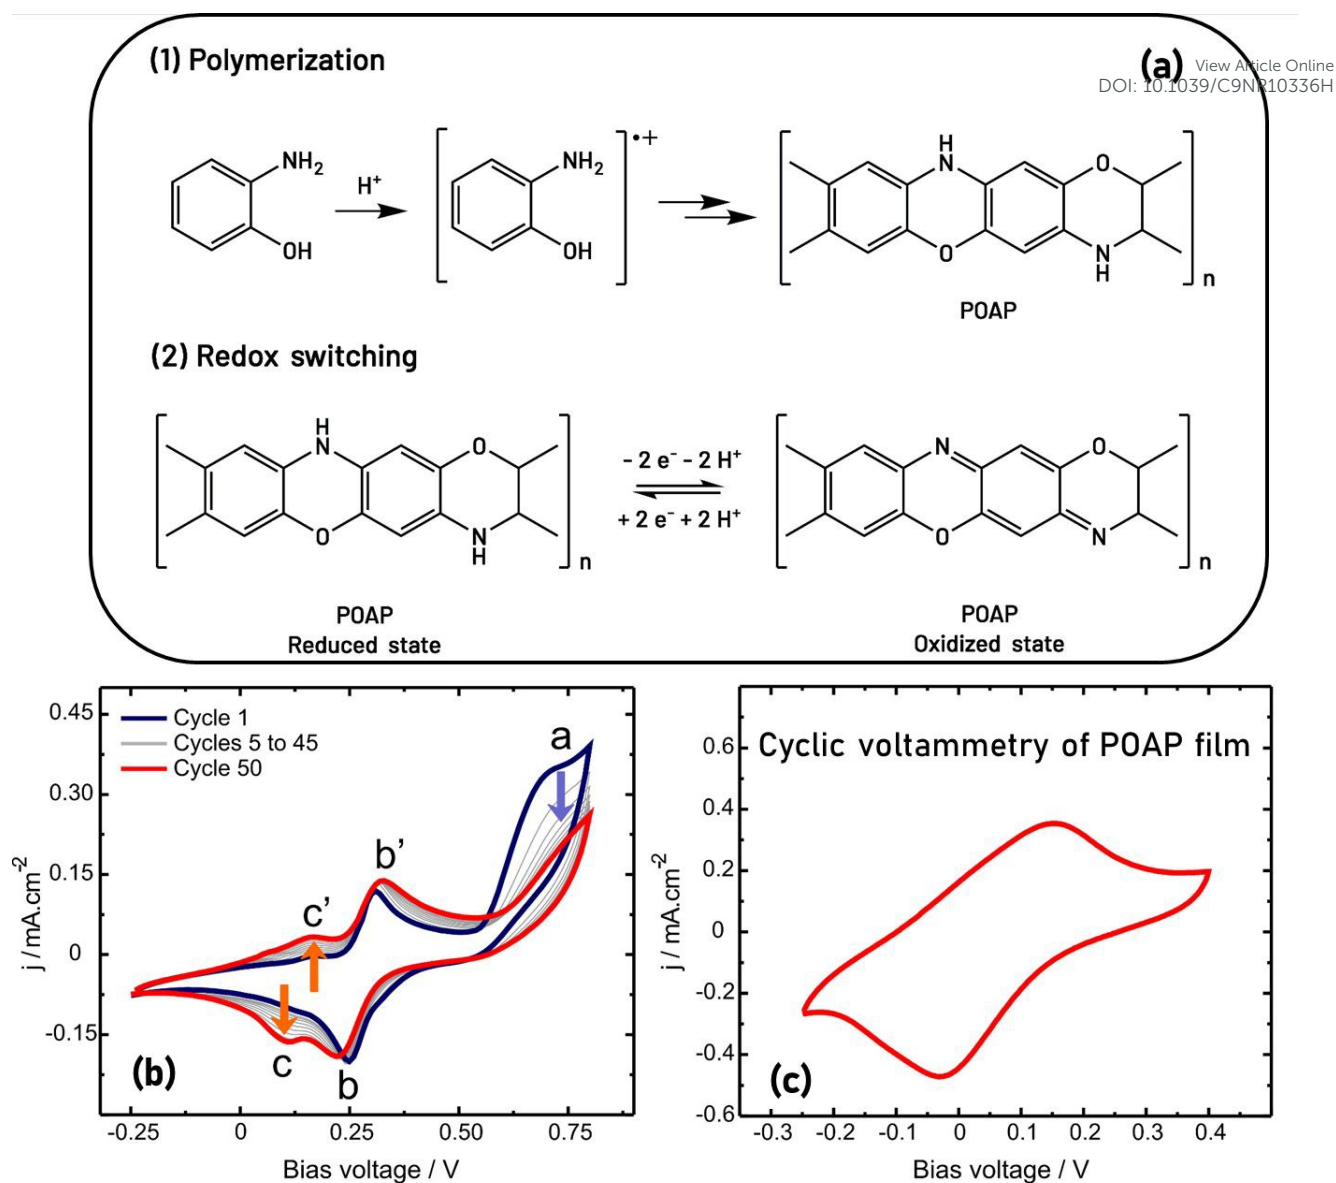 (1) Polymerization
(a)
View Article Online
DOI: 10.1039/C9NR10336H
NH2
OH
H+
NH2
OH
•+
H
N
O
O
N
H
n
POAP
(2) Redox switching
H
N
O
O
N
H
n
- 2 e- - 2 H+
+ 2 e- + 2 H+
N
O
O
N
n
POAP
Reduced state
POAP
Oxidized state
Cycle 1
Cycles 5 to 45
Cycle 50
a
b'
c'
c
b
(b)
0.45
0.30
0.15
0
-0.15
j / mA.cm-2
-0.25 0 0.25 0.50 0.75
Bias voltage / V
Cyclic voltammetry of POAP film
(c)
0.6
0.4
0.2
0
-0.2
-0.4
-0.6
j / mA.cm-2
-0.3 -0.2 -0.1 0 0.1 0.2 0.3 0.4
Bias voltage / V